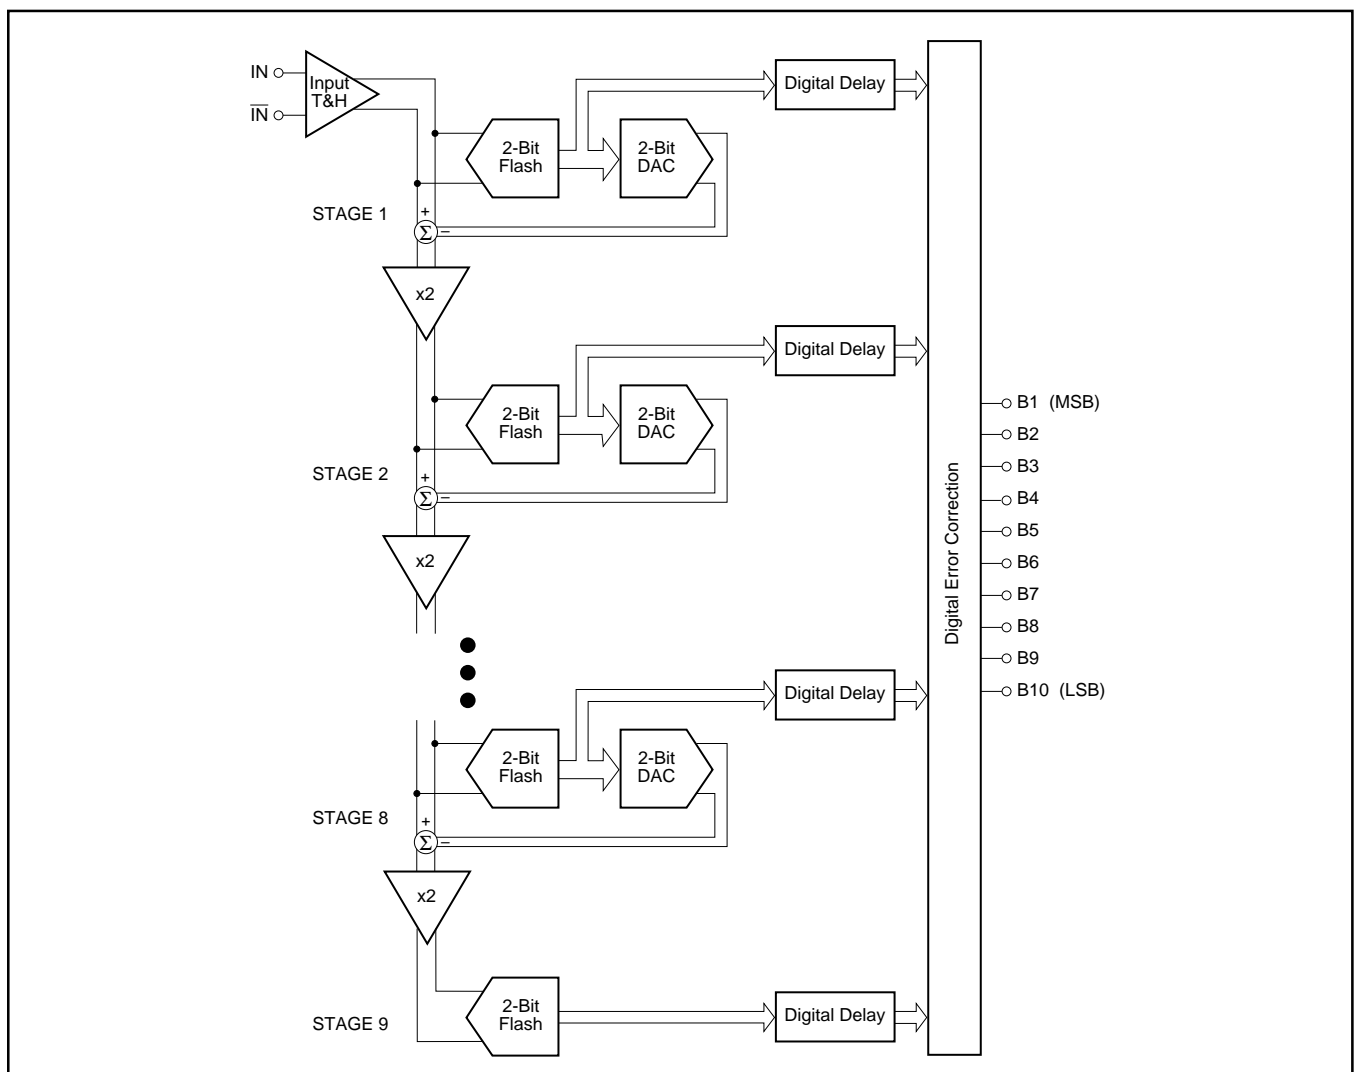 IN
Input
T&H
IN
Digital Delay
2-Bit
Flash
2-Bit
DAC
STAGE 1
+
Σ
–
x2
Digital Delay
2-Bit
Flash
2-Bit
DAC
STAGE 2
+
Σ
–
x2
Digital Delay
2-Bit
Flash
2-Bit
DAC
STAGE 8
+
Σ
–
x2
2-Bit
Flash
STAGE 9
Digital Delay
Digital Error Correction
B1 (MSB)
B2
B3
B4
B5
B6
B7
B8
B9
B10 (LSB)